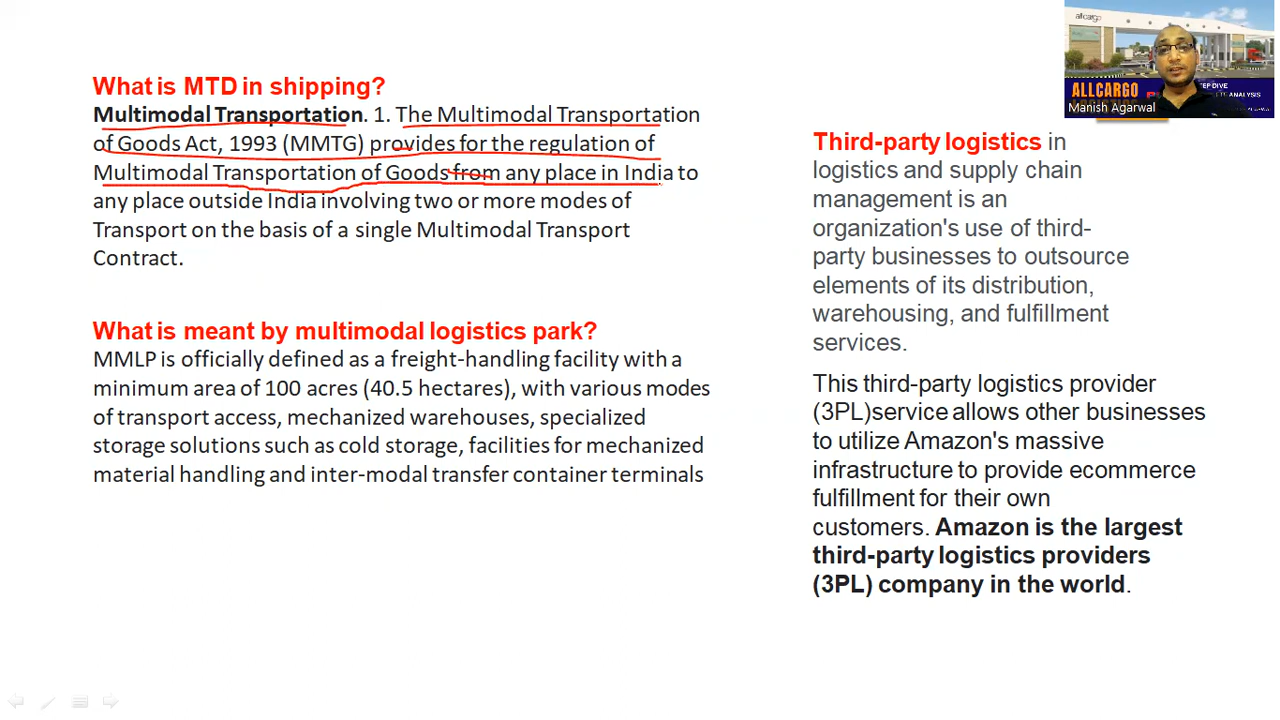 What is MTD in shipping?
Multimodal Transportation. 1. The Multimodal Transportation
of Goods Act, 1993 (MMTG) provides for the regulation of
Multimodal Transportation of Goods from any place in India to
any place outside India involving two or more modes of
Transport on the basis of a single Multimodal Transport
Contract.
What is meant by multimodal logistics park?
MMLP is officially defined as a freight-handling facility with a
minimum area of 100 acres (40.5 hectares), with various modes
of transport access, mechanized warehouses, specialized
storage solutions such as cold storage, facilities for mechanized
material handling and inter-modal transfer container terminals
allcargo
ALLCARGO
DIVE
ANALYSIS
Manish Agarwal
Third-party logistics in
logistics and supply chain
management is an
organization's use of third-
party businesses to outsource
elements of its distribution,
warehousing, and fulfillment
services.
This third-party logistics provider
(3PL)service allows other businesses
to utilize Amazon's massive
infrastructure to provide ecommerce
fulfillment for their own
customers. Amazon is the largest
third-party logistics providers
(3PL) company in the world.